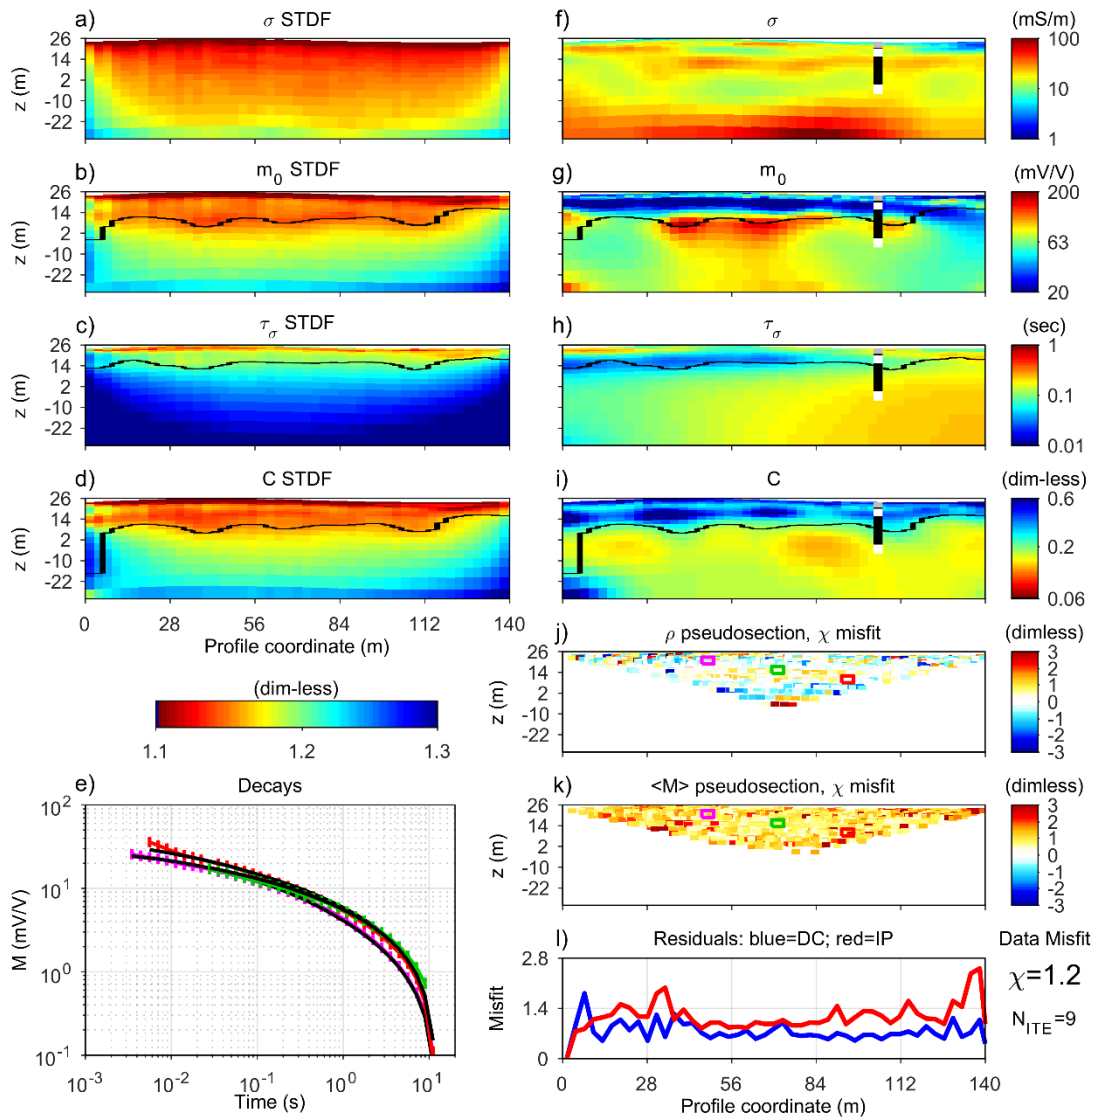 a) σ STDF
26
14
2
-10
-22
z (m)
f) σ
(mS/m)
100
10
1
b) m0 STDF
26
14
2
-10
-22
z (m)
g) m0
(mV/V)
200
63
20
c) τσ STDF
26
14
2
-10
-22
z (m)
h) τσ
(sec)
1
0.1
0.01
d) C STDF
26
14
2
-10
-22
z (m)
0 28 56 84 112 140
Profile coordinate (m)
i) C
(dim-less)
0.6
0.2
0.06
(dim-less)
1.1 1.2 1.3
j) ρ pseudosection, χ misfit
26
14
2
-10
-22
z (m)
(dimless)
3
2
1
0
-1
-2
-3
e) Decays
10^2
10^1
10^0
10^-1
M (mV/V)
10^-3 10^-2 10^-1 10^0 10^1
Time (s)
k) <M> pseudosection, χ misfit
26
14
2
-10
-22
z (m)
(dimless)
3
2
1
0
-1
-2
-3
l) Residuals: blue=DC; red=IP
2.8
1.4
0
Misfit
0 28 56 84 112 140
Profile coordinate (m)
Data Misfit
χ=1.2
N_ITE=9